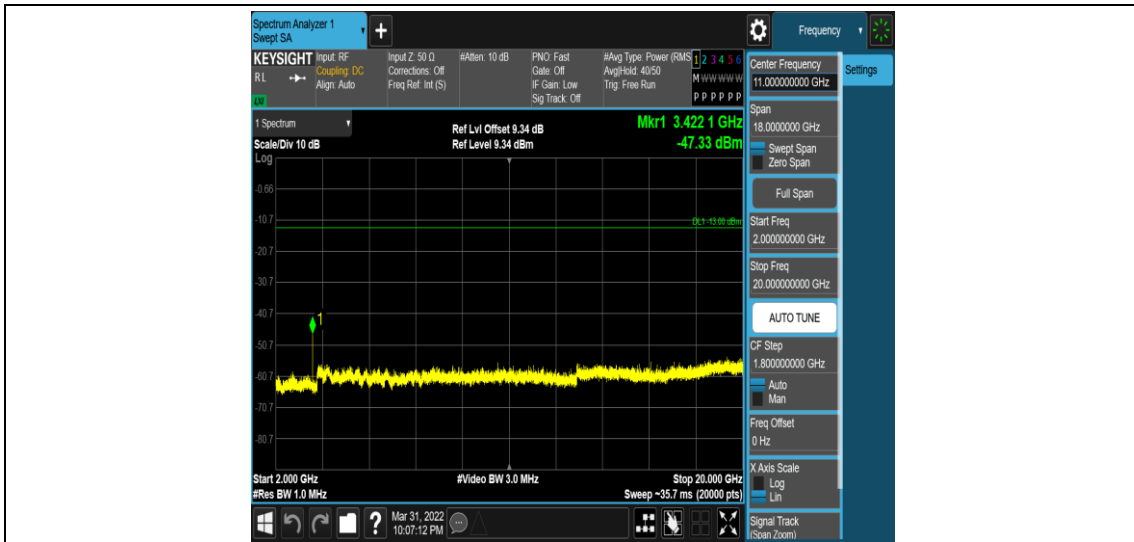 Spectrum Analyzer 1
Swept SA
+
Frequency
KEYSIGHT
RL
LXI
Input: RF
Coupling: DC
Align: Auto
Input Z: 50 Ω
Corrections: Off
Freq Ref: Int (S)
#Atten: 10 dB
PNO: Fast
Gate: Off
IF Gain: Low
Sig Track: Off
#Avg Type: Power (RMS
Avg|Hold: 40/50
Trig: Free Run
1 2 3 4 5 6
M W W W W W
P P P P P P
1 Spectrum
Scale/Div 10 dB
Log
Ref Lvl Offset 9.34 dB
Ref Level 9.34 dBm
Mkr1 3.422 1 GHz
-47.33 dBm
-0.66
-10.7
DL1 -13.00 dBm
-20.7
-30.7
-40.7
1
-50.7
-60.7
-70.7
-80.7
Start 2.000 GHz
#Video BW 3.0 MHz
Stop 20.000 GHz
#Res BW 1.0 MHz
Sweep ~35.7 ms (20000 pts)
?
Mar 31, 2022
10:07:12 PM
Center Frequency
11.000000000 GHz
Settings
Span
18.0000000 GHz
Swept Span
Zero Span
Full Span
Start Freq
2.000000000 GHz
Stop Freq
20.000000000 GHz
AUTO TUNE
CF Step
1.800000000 GHz
Auto
Man
Freq Offset
0 Hz
X Axis Scale
Log
Lin
Signal Track
(Span Zoom)